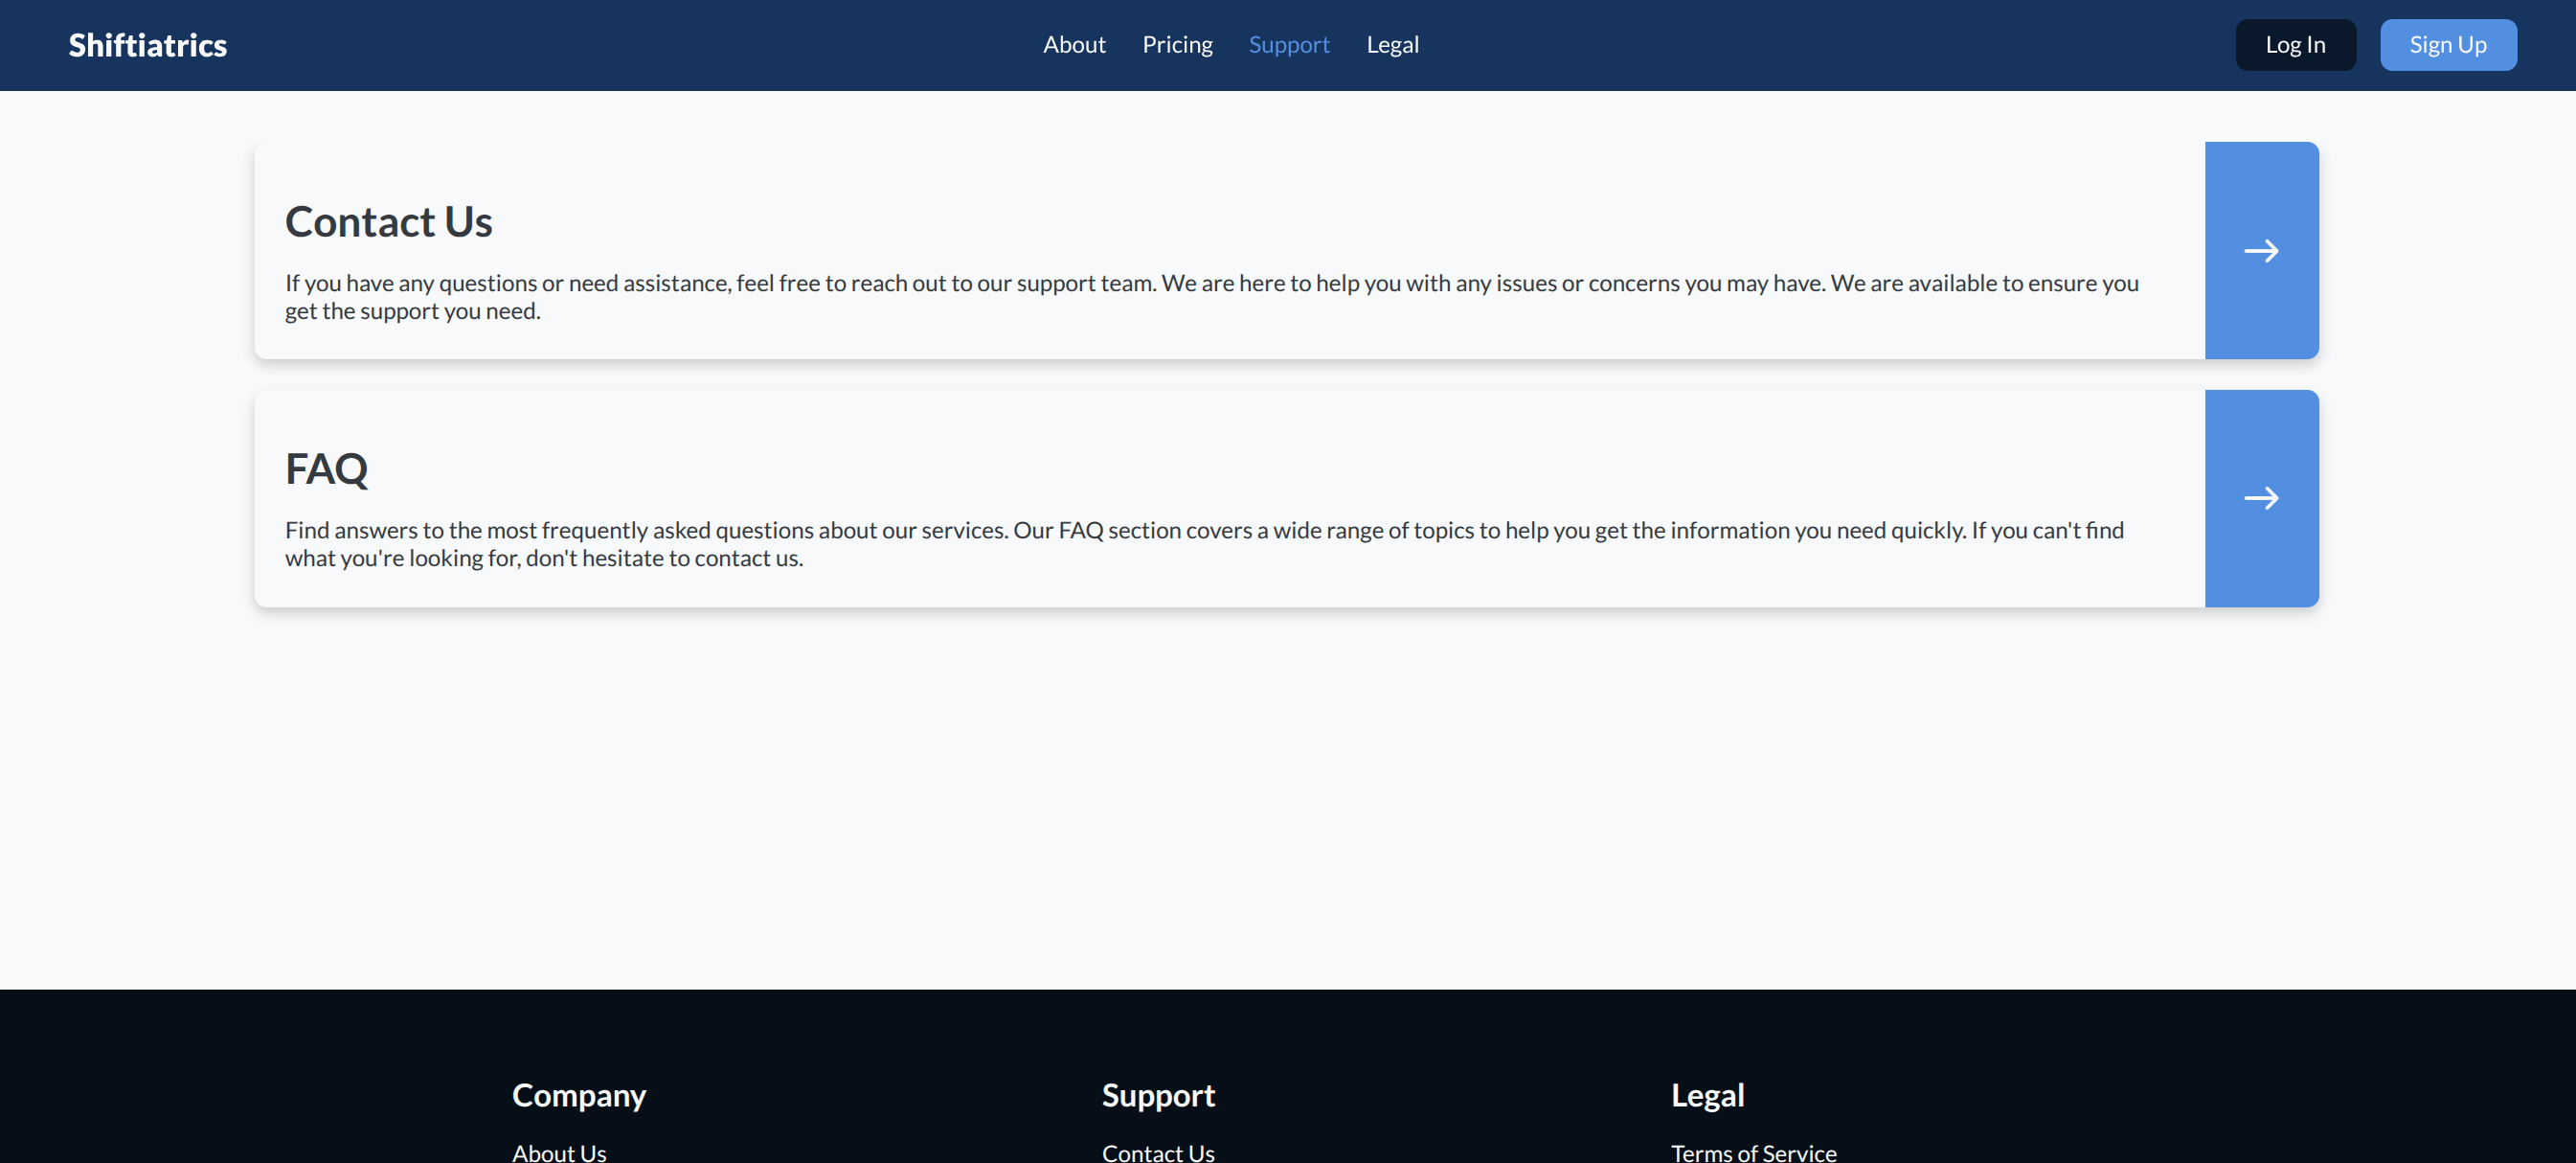 Shiftiatrics
About Pricing Support Legal
Log In Sign Up
Contact Us
If you have any questions or need assistance, feel free to reach out to our support team. We are here to help you with any issues or concerns you may have. We are available to ensure you
get the support you need.
FAQ
Find answers to the most frequently asked questions about our services. Our FAQ section covers a wide range of topics to help you get the information you need quickly. If you can't find
what you're looking for, don't hesitate to contact us.
Company Support Legal
About Us Contact Us Terms of Service